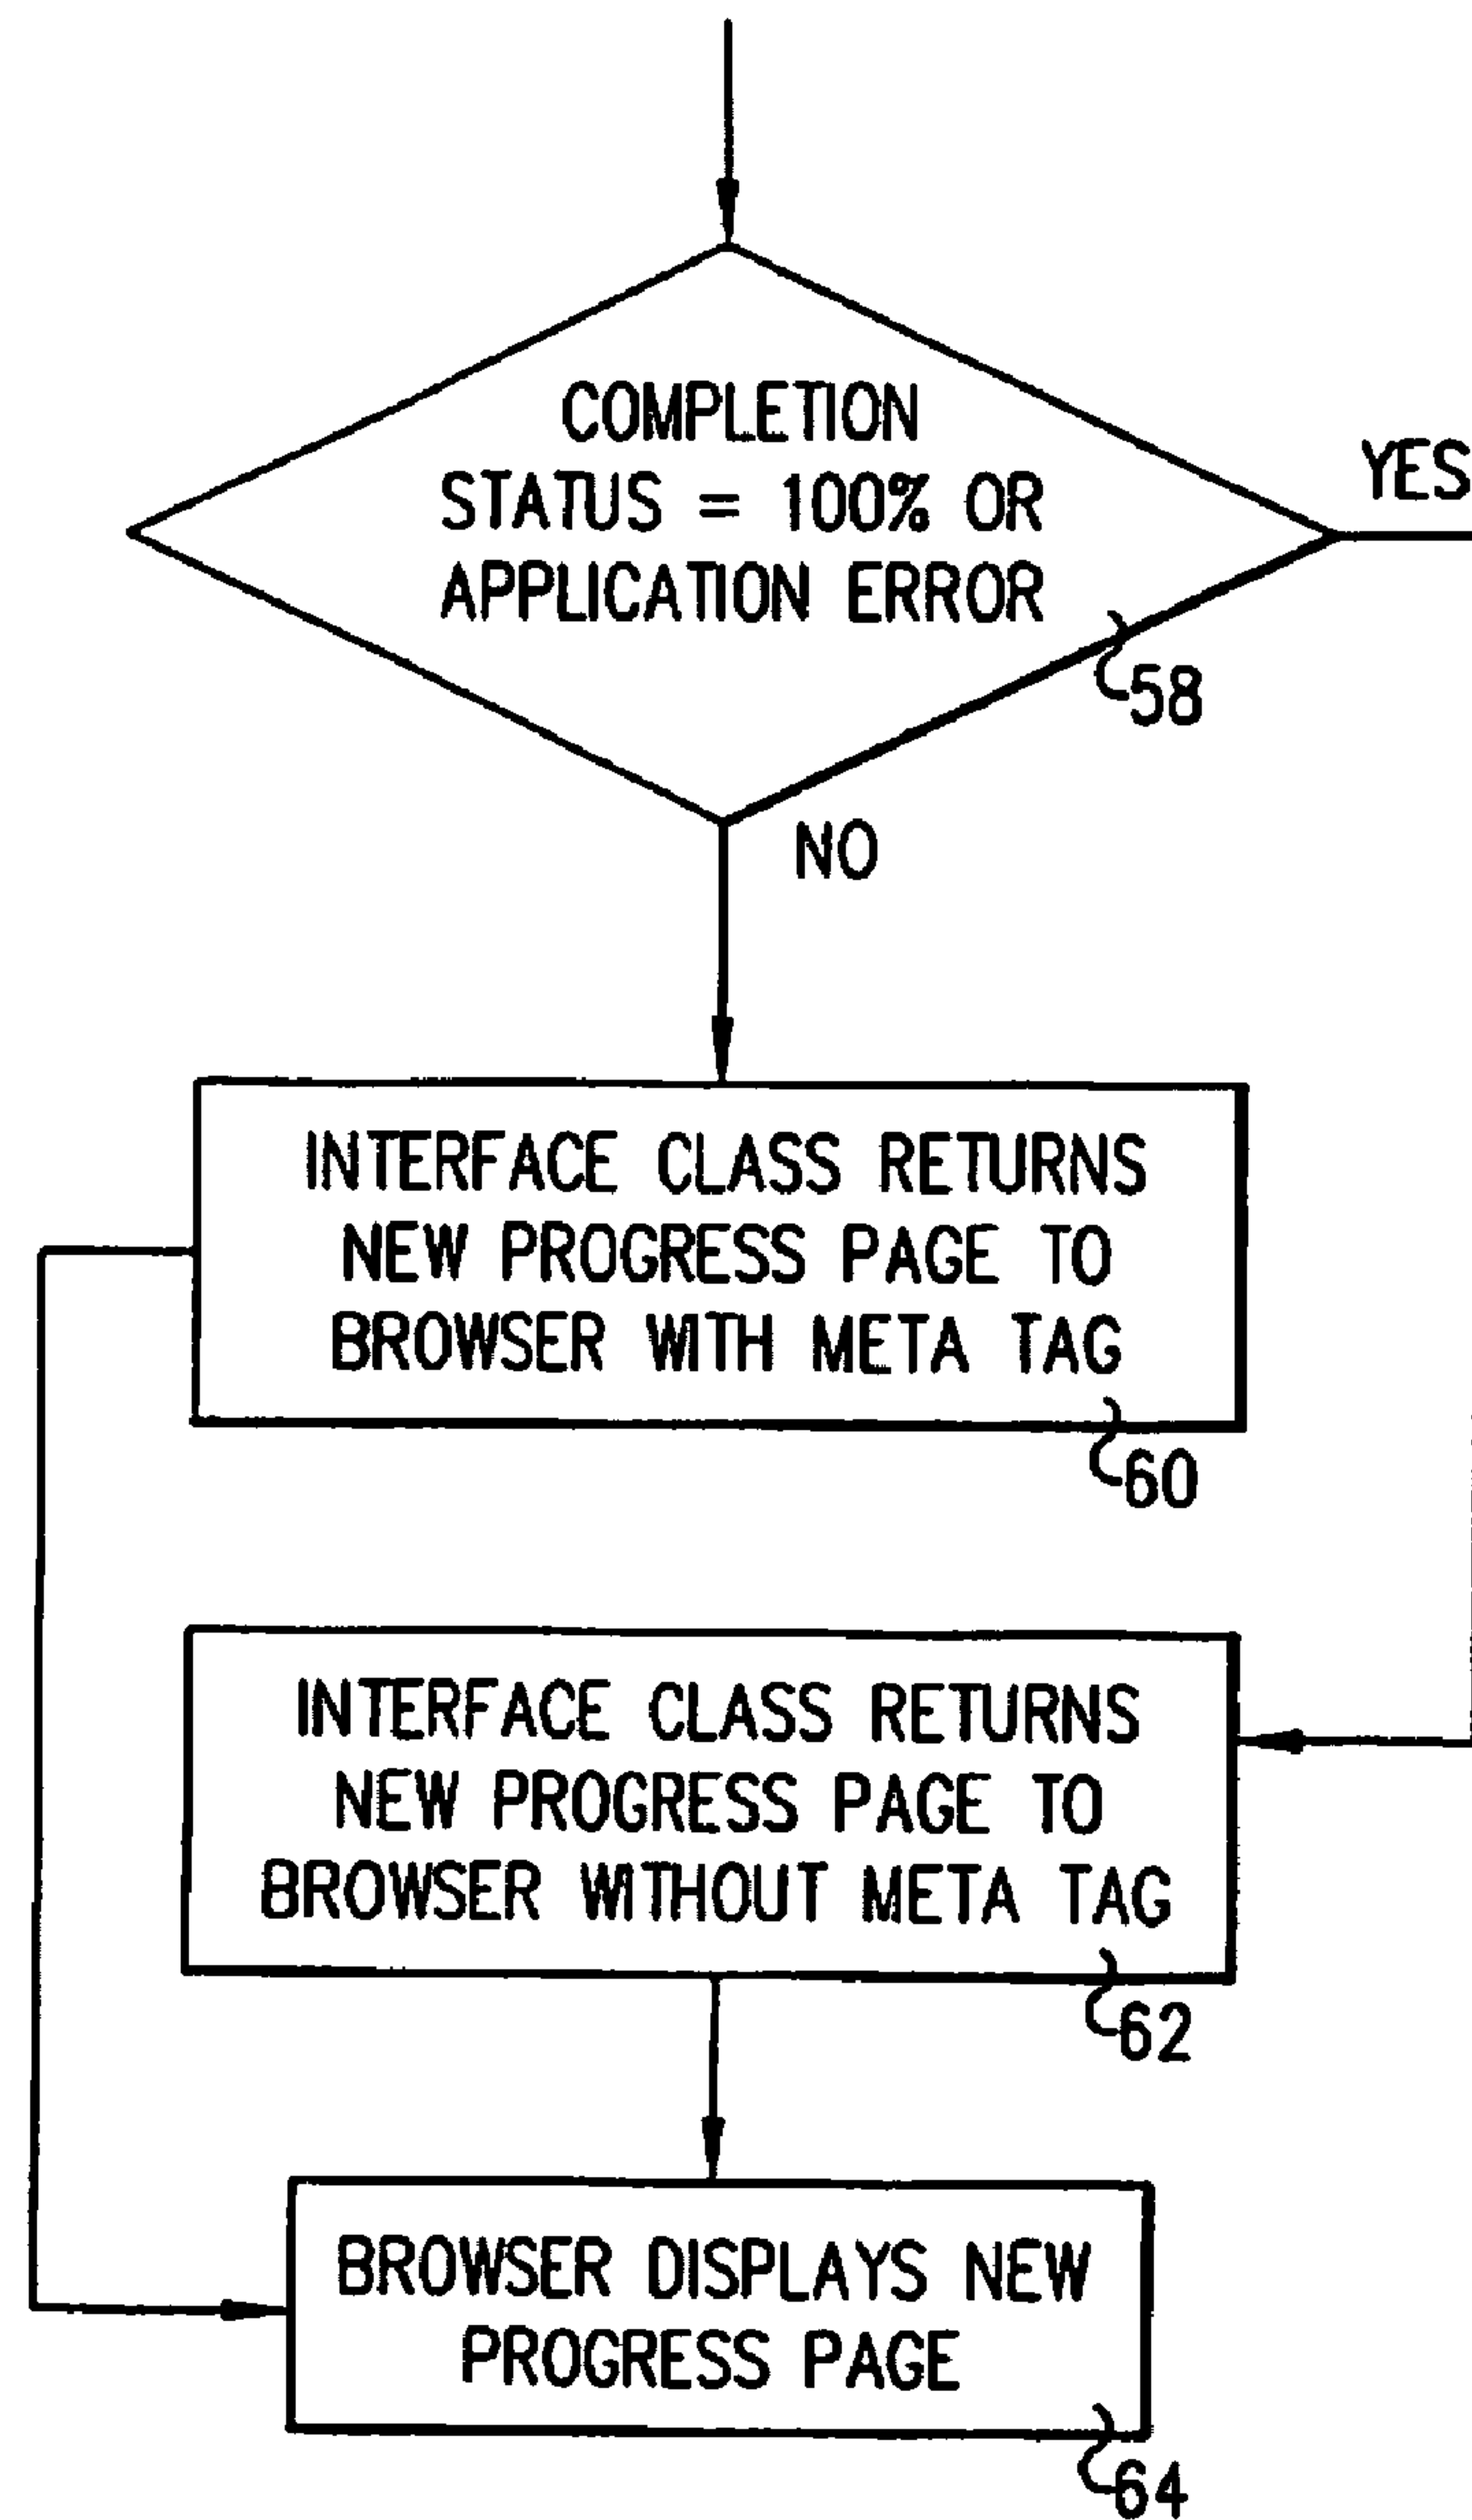 COMPLETION
STATUS = 100% OR
APPLICATION ERROR
YES
58
NO
INTERFACE CLASS RETURNS
NEW PROGRESS PAGE TO
BROWSER WITH META TAG
60
INTERFACE CLASS RETURNS
NEW PROGRESS PAGE TO
BROWSER WITHOUT META TAG
62
BROWSER DISPLAYS NEW
PROGRESS PAGE
64